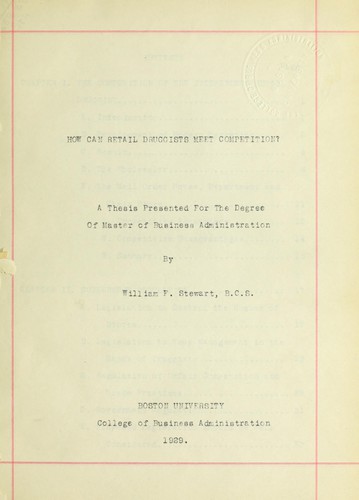 HOW CAN RETAIL DRUGGISTS MEET COMPETITION?
A Thesis Presented For The Degree
Of Master of Business Administration
By
William F. Stewart, B.C.S.
BOSTON UNIVERSITY
College of Business Administration
1929.